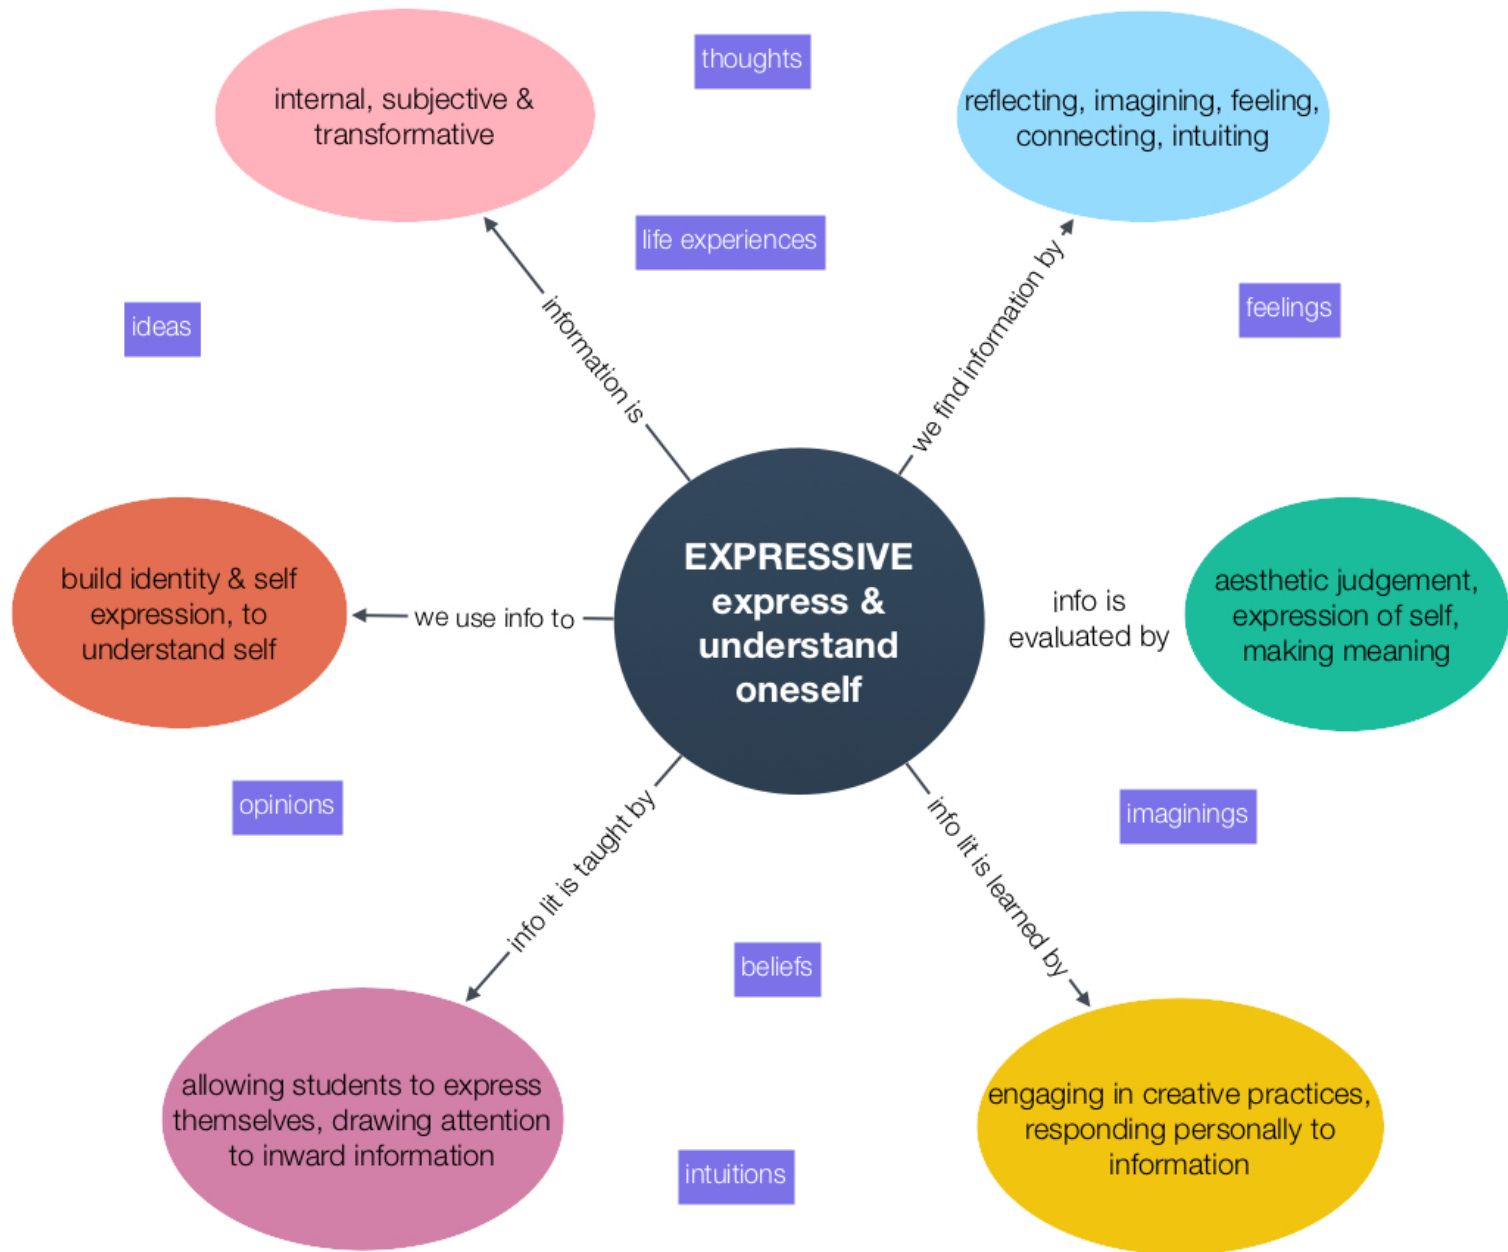 thoughts
internal, subjective &
transformative
reflecting, imagining, feeling,
connecting, intuiting
life experiences
ideas
feelings
information is
we find information by
EXPRESSIVE
express &
understand
oneself
build identity & self
expression, to
understand self
we use info to
info is
evaluated by
aesthetic judgement,
expression of self,
making meaning
opinions
imaginings
info lit is taught by
info lit is learned by
beliefs
allowing students to express
themselves, drawing attention
to inward information
engaging in creative practices,
responding personally to
information
intuitions